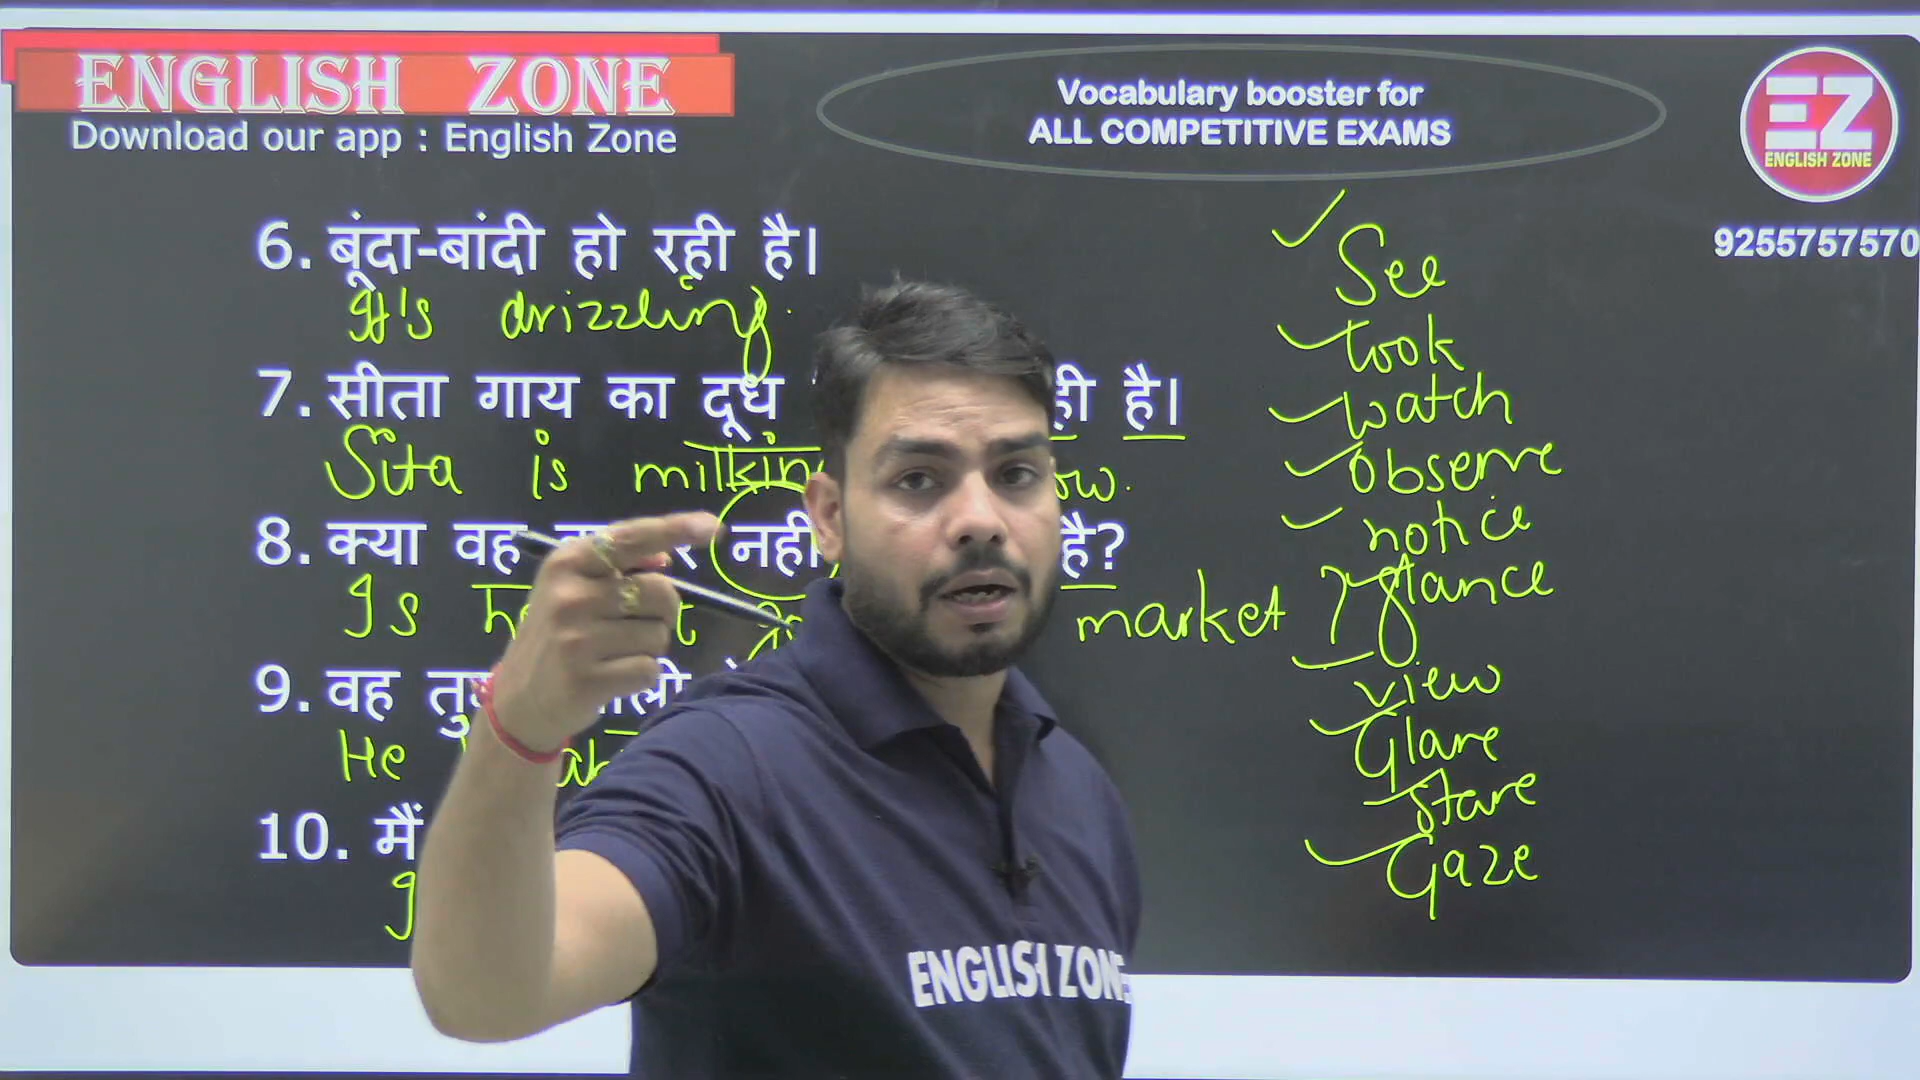 ENGLISH ZONE
Download our app : English Zone
Vocabulary booster for
ALL COMPETITIVE EXAMS
EZ
ENGLISH ZONE
9255757570
6. बूंदा-बांदी हो रही है।
It's drizzling.
7. सीता गाय का दूध है।
Sita is milking
8. क्या वह नहीं है?
Is market ?
9. वह
He
10. मैं
See
Look
watch
Observe
notice
glance
view
Glare
Stare
Gaze
ENGLISH ZONE